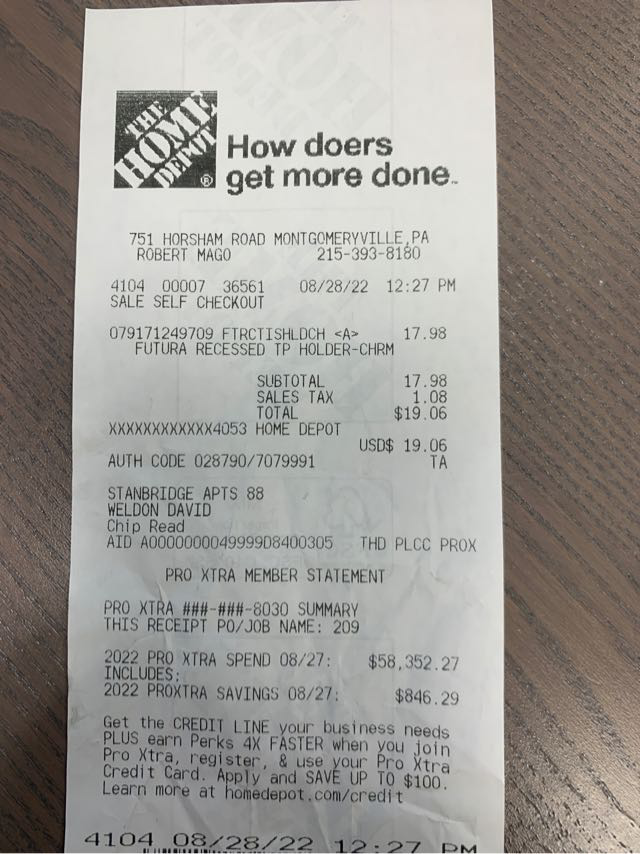 THE
HOME
DEPOT
®
How doers
get more done™
751 HORSHAM ROAD MONTGOMERYVILLE,PA
ROBERT MAGO 215-393-8180
4104 00007 36561 08/28/22 12:27 PM
SALE SELF CHECKOUT
079171249709 FTRCTISHLDCH <A> 17.98
FUTURA RECESSED TP HOLDER-CHRM
SUBTOTAL 17.98
SALES TAX 1.08
TOTAL $19.06
XXXXXXXXXXXX4053 HOME DEPOT
USD$ 19.06
AUTH CODE 028790/7079991 TA
STANBRIDGE APTS 88
WELDON DAVID
Chip Read
AID A0000000049999D8400305 THD PLCC PROX
PRO XTRA MEMBER STATEMENT
PRO XTRA ###-###-8030 SUMMARY
THIS RECEIPT PO/JOB NAME: 209
2022 PRO XTRA SPEND 08/27: $58,352.27
INCLUDES:
2022 PROXTRA SAVINGS 08/27: $846.29
Get the CREDIT LINE your business needs
PLUS earn Perks 4X FASTER when you join
Pro Xtra, register, & use your Pro Xtra
Credit Card. Apply and SAVE UP TO $100.
Learn more at homedepot.com/credit
4104 08/28/22 12:27 PM